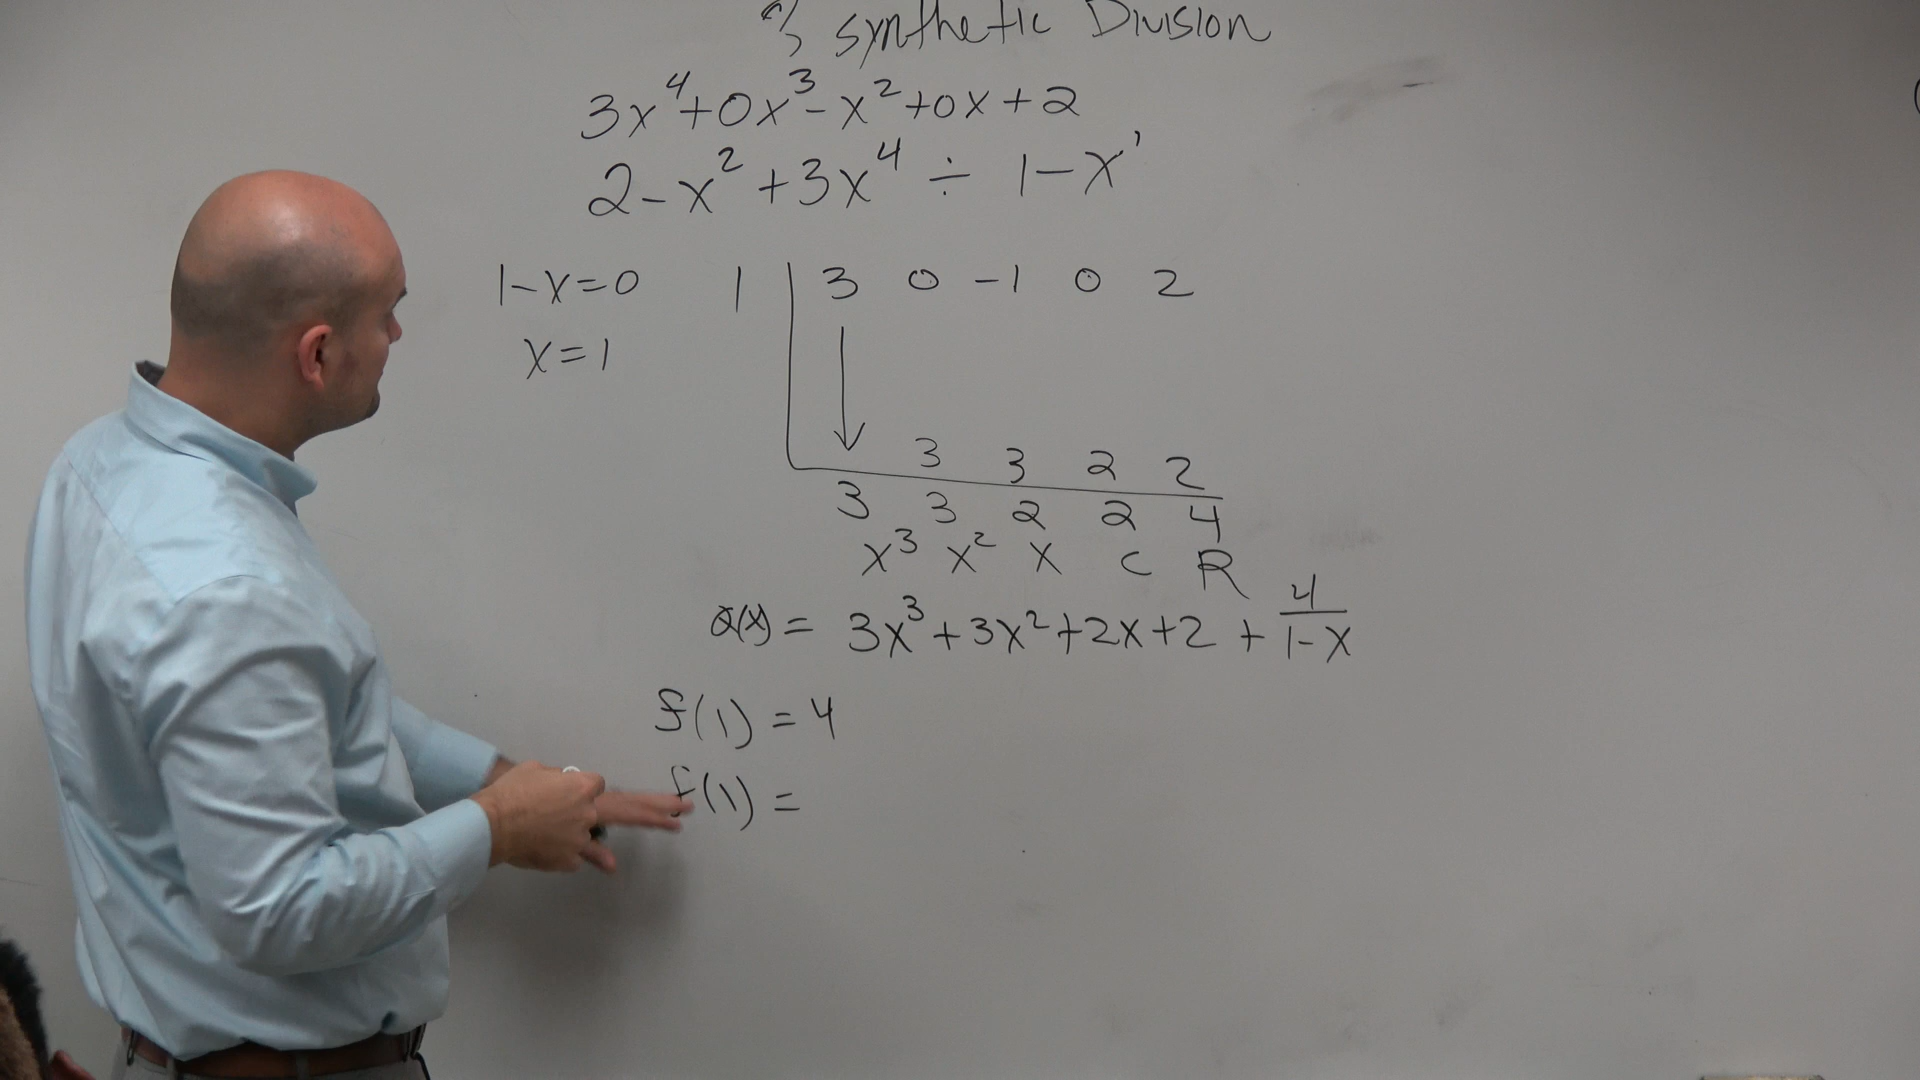 Synthetic Division
3x⁴+0x³-x²+0x+2
2-x²+3x⁴ ÷ 1-x¹
1-x=0 1 | 3 0 -1 0 2
x=1
3 3 2 2
3 3 2 2 4
x³ x² x c R
Q(x) = 3x³+3x²+2x+2 + 4/(1-x)
f(1) = 4
f(1) =